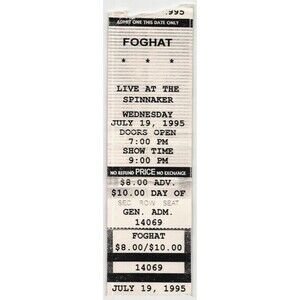 1995
ADMIT ONE THIS DATE ONLY
FOGHAT
* * *
LIVE AT THE
SPINNAKER
WEDNESDAY
JULY 19, 1995
DOORS OPEN
7:00 PM
SHOW TIME
9:00 PM
NO REFUND PRICE NO EXCHANGE
$8.00 ADV.
$10.00 DAY OF
SEC ROW SEAT
GEN. ADM.
14069
FOGHAT
$8.00/$10.00
14069
JULY 19, 1995